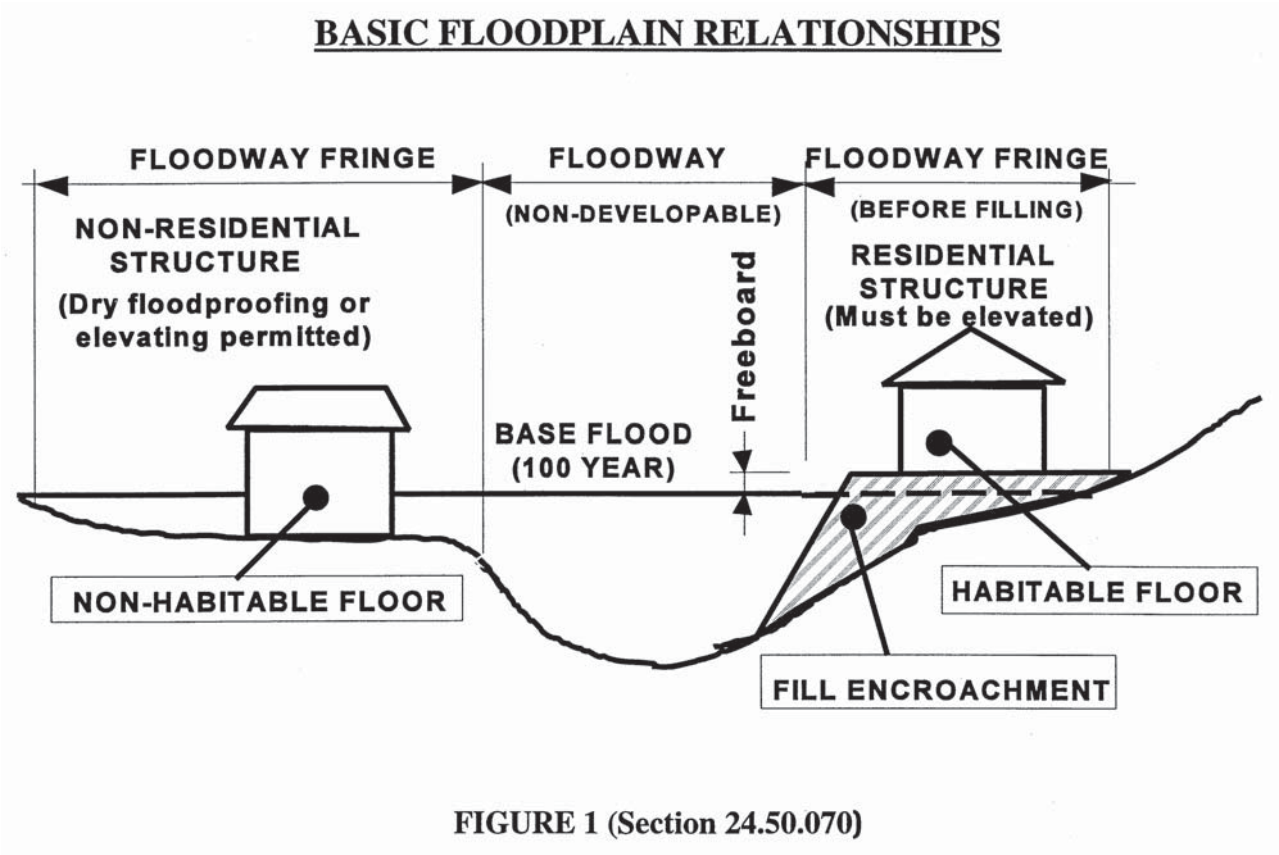 BASIC FLOODPLAIN RELATIONSHIPS
FLOODWAY FRINGE
FLOODWAY
FLOODWAY FRINGE
(NON-DEVELOPABLE)
(BEFORE FILLING)
NON-RESIDENTIAL
STRUCTURE
(Dry floodproofing or
elevating permitted)
RESIDENTIAL
STRUCTURE
(Must be elevated)
Freeboard
BASE FLOOD
(100 YEAR)
NON-HABITABLE FLOOR
HABITABLE FLOOR
FILL ENCROACHMENT
FIGURE 1 (Section 24.50.070)